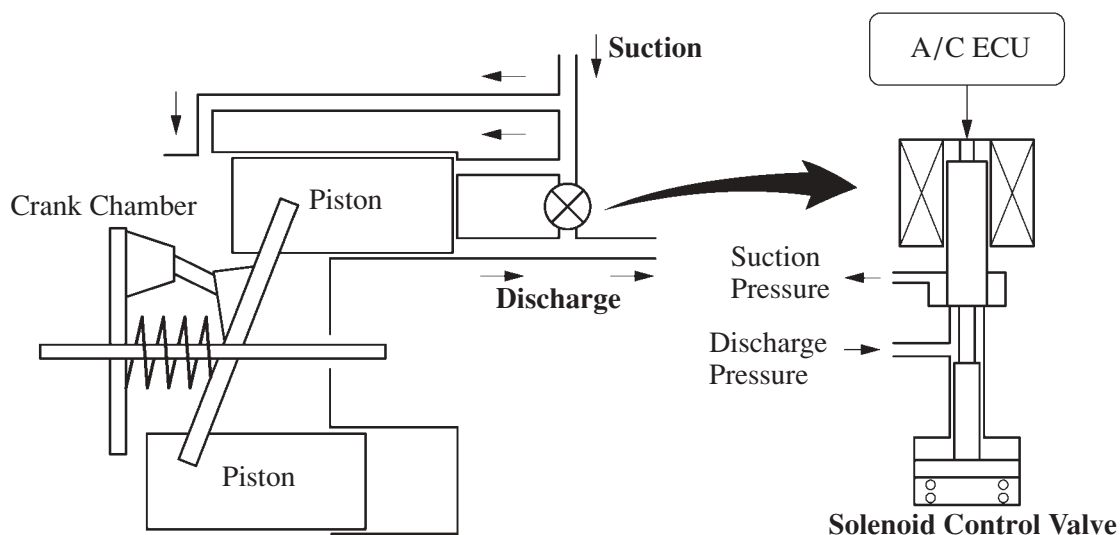 Suction
A/C ECU
Crank Chamber
Piston
Suction
Pressure
Discharge
Discharge
Pressure
Piston
Solenoid Control Valve